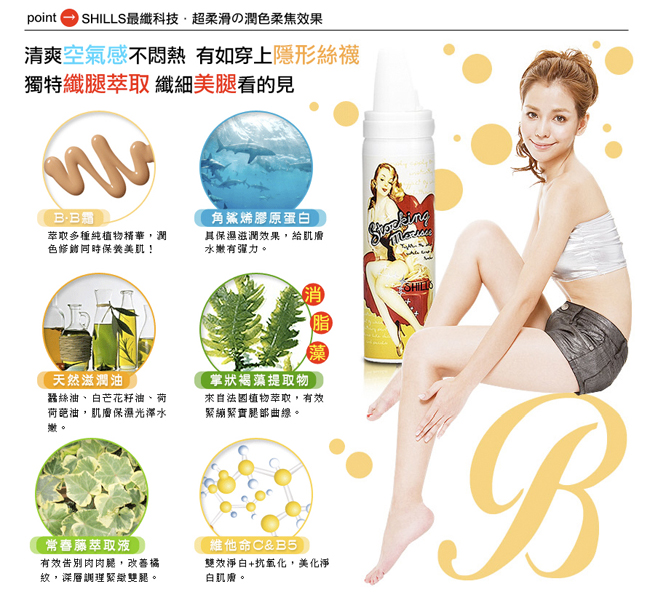 point → SHILLS最纖科技．超柔滑の潤色柔焦效果
清爽空氣感不悶熱 有如穿上隱形絲襪
獨特纖腿萃取 纖細美腿看的見
B·B霜
萃取多種純植物精華，潤
色修飾同時保養美肌！
角鯊烯膠原蛋白
具保濕滋潤效果，給肌膚
水嫩有彈力。
天然滋潤油
蠶絲油、白芒花籽油、荷
荷葩油，肌膚保濕光澤水
嫩。
消
脂
藻
掌狀褐藻提取物
來自法國植物萃取，有效
緊繃緊實腿部曲線。
常春藤萃取液
有效告別肉肉腿，改善橘
紋，深層調理緊緻雙腿。
維他命C&B5
雙效淨白+抗氧化，美化淨
白肌膚。
Stocking
Mousse
SHILLS
B